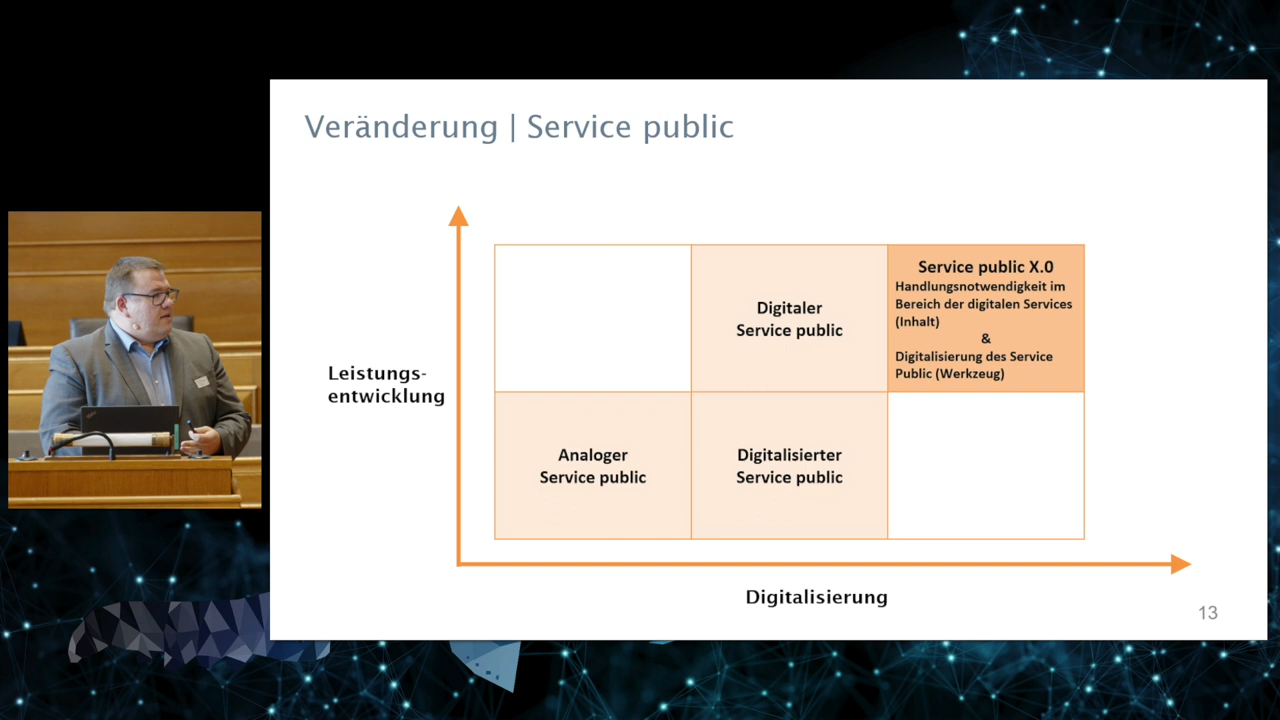 Veränderung | Service public
Leistungs-
entwicklung
Digitaler
Service public
Service public X.0
Handlungsnotwendigkeit im
Bereich der digitalen Services
(Inhalt)
&
Digitalisierung des Service
Public (Werkzeug)
Analoger
Service public
Digitalisierter
Service public
Digitalisierung
13